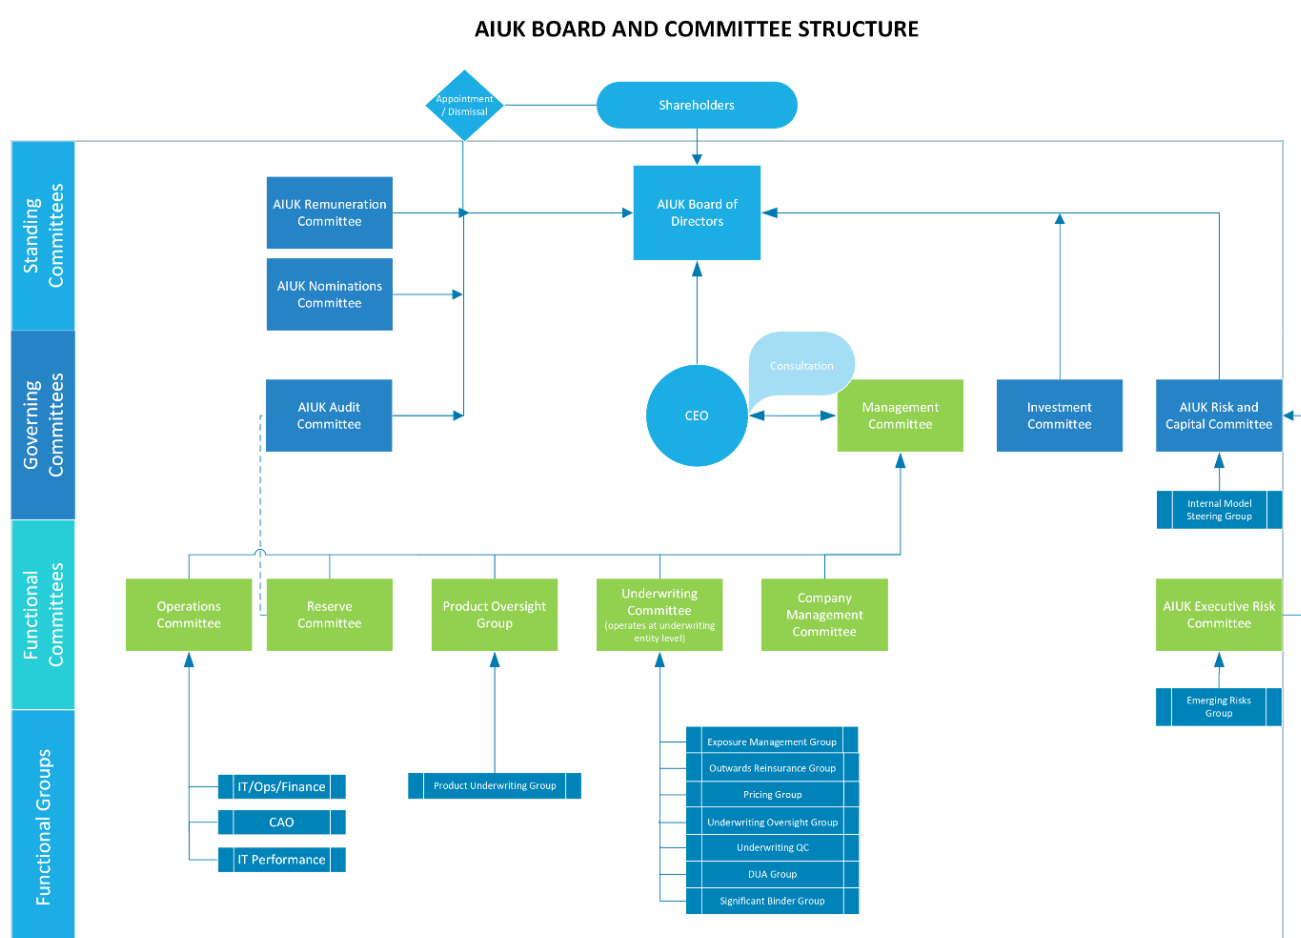 AIUK BOARD AND COMMITTEE STRUCTURE
Appointment
/ Dismissal
Shareholders
Standing
Committees
AIUK Remuneration
Committee
AIUK Board of
Directors
AIUK Nominations
Committee
Governing
Committees
AIUK Audit
Committee
CEO
Consultation
Management
Committee
Investment
Committee
AIUK Risk and
Capital Committee
Internal Model
Steering Group
Functional
Committees
Operations
Committee
Reserve
Committee
Product Oversight
Group
Underwriting
Committee
(operates at underwriting
entity level)
Company
Management
Committee
AIUK Executive Risk
Committee
Emerging Risks
Group
Functional Groups
IT/Ops/Finance
CAO
IT Performance
Product Underwriting Group
Exposure Management Group
Outwards Reinsurance Group
Pricing Group
Underwriting Oversight Group
Underwriting QC
DUA Group
Significant Binder Group